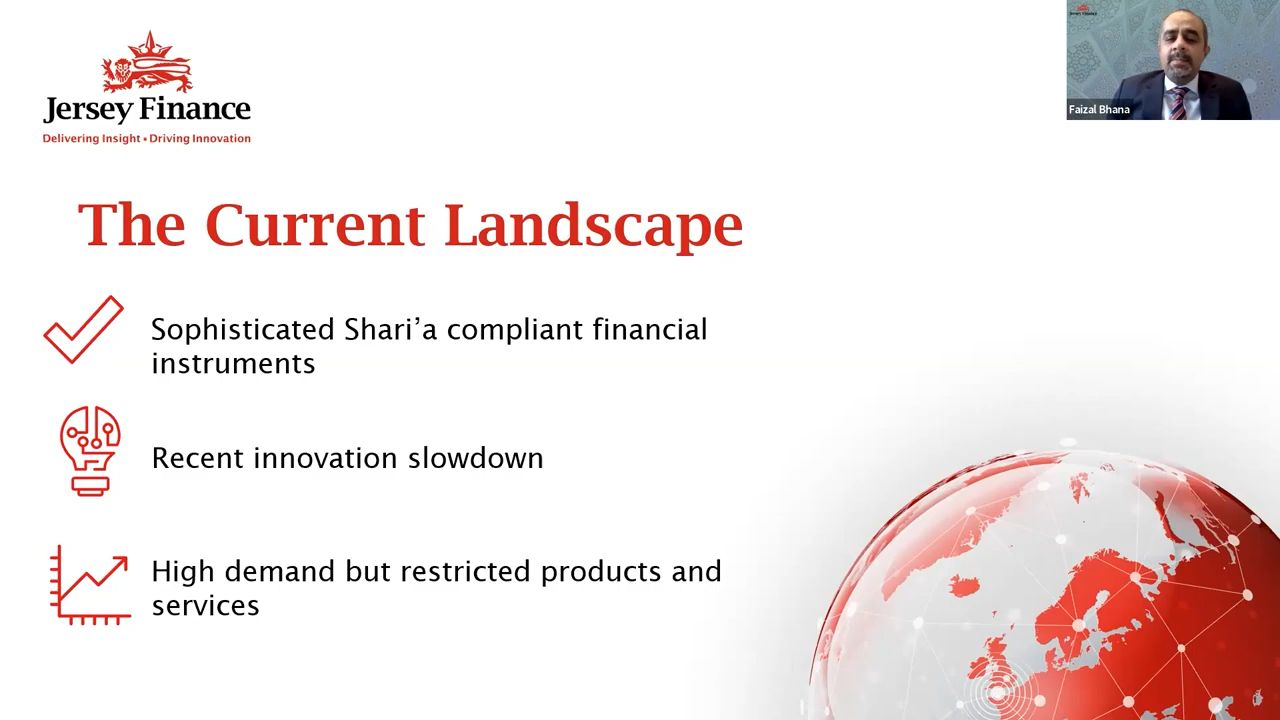 Jersey Finance
Delivering Insight • Driving Innovation
Faizal Bhana
The Current Landscape
Sophisticated Shari’a compliant financial
instruments
Recent innovation slowdown
High demand but restricted products and
services